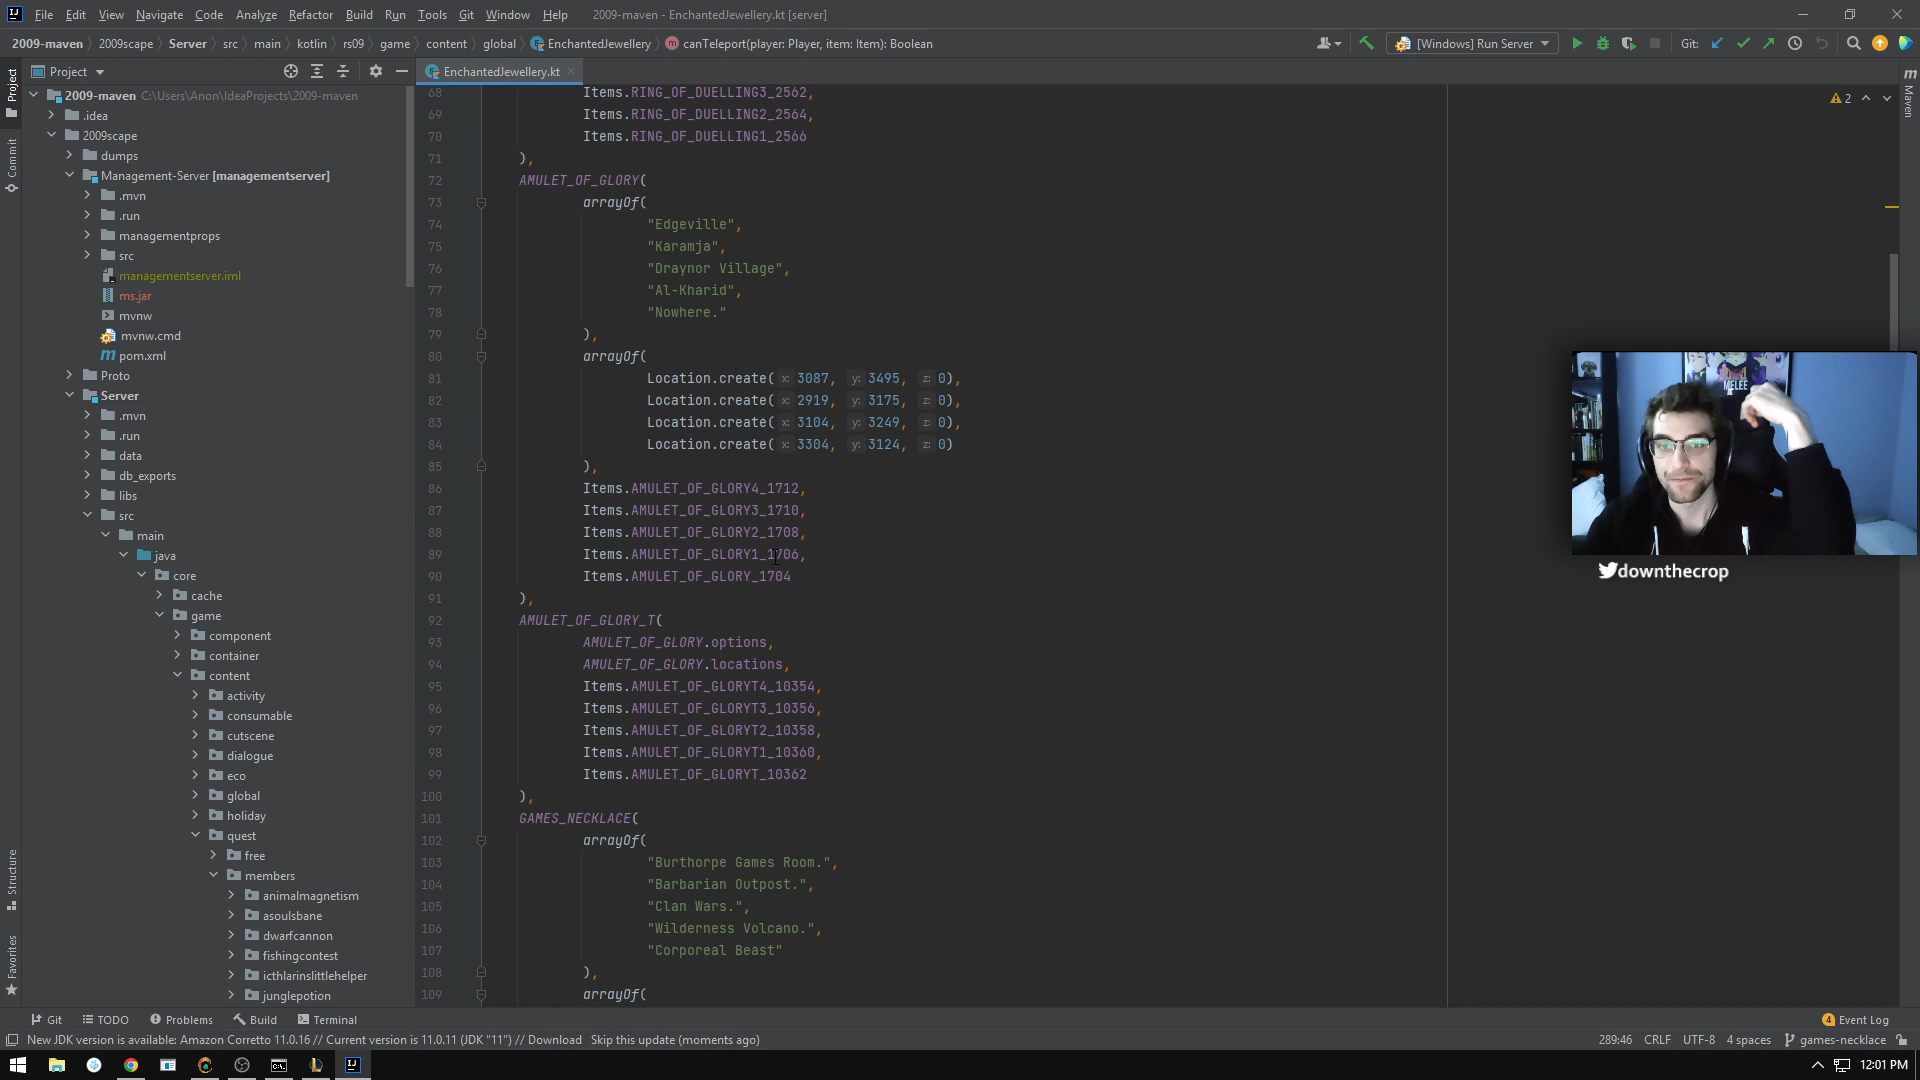 File Edit View Navigate Code Analyze Refactor Build Run Tools Git Window Help 2009-maven - EnchantedJewellery.kt [server]
2009-maven 2009scape Server src main kotlin rs09 game content global EnchantedJewellery canTeleport(player: Player, item: Item): Boolean [Windows] Run Server Git:
Project
EnchantedJewellery.kt
Project
Commit
Structure
Favorites
Maven
2009-maven C:\Users\Anon\IdeaProjects\2009-maven
.idea
2009scape
dumps
Management-Server [managementserver]
.mvn
.run
managementprops
src
managementserver.iml
ms.jar
mvnw
mvnw.cmd
pom.xml
Proto
Server
.mvn
.run
data
db_exports
libs
src
main
java
core
cache
game
component
container
content
activity
consumable
cutscene
dialogue
eco
global
holiday
quest
free
members
animalmagnetism
asoulsbane
dwarfcannon
fishingcontest
icthlarinslittlehelper
junglepotion
2
68 Items.RING_OF_DUELLING3_2562,
69 Items.RING_OF_DUELLING2_2564,
70 Items.RING_OF_DUELLING1_2566
71 ),
72 AMULET_OF_GLORY(
73 arrayOf(
74 "Edgeville",
75 "Karamja",
76 "Draynor Village",
77 "Al-Kharid",
78 "Nowhere."
79 ),
80 arrayOf(
81 Location.create( x: 3087, y: 3495, z: 0),
82 Location.create( x: 2919, y: 3175, z: 0),
83 Location.create( x: 3104, y: 3249, z: 0),
84 Location.create( x: 3304, y: 3124, z: 0)
85 ),
86 Items.AMULET_OF_GLORY4_1712,
87 Items.AMULET_OF_GLORY3_1710,
88 Items.AMULET_OF_GLORY2_1708,
89 Items.AMULET_OF_GLORY1_1706,
90 Items.AMULET_OF_GLORY_1704
91 ),
92 AMULET_OF_GLORY_T(
93 AMULET_OF_GLORY.options,
94 AMULET_OF_GLORY.locations,
95 Items.AMULET_OF_GLORYT4_10354,
96 Items.AMULET_OF_GLORYT3_10356,
97 Items.AMULET_OF_GLORYT2_10358,
98 Items.AMULET_OF_GLORYT1_10360,
99 Items.AMULET_OF_GLORYT_10362
100 ),
101 GAMES_NECKLACE(
102 arrayOf(
103 "Burthorpe Games Room.",
104 "Barbarian Outpost.",
105 "Clan Wars.",
106 "Wilderness Volcano.",
107 "Corporeal Beast"
108 ),
109 arrayOf(
MELEE
downthecrop
Git TODO Problems Build Terminal 4 Event Log
New JDK version is available: Amazon Corretto 11.0.16 // Current version is 11.0.11 (JDK "11") // Download Skip this update (moments ago) 289:46 CRLF UTF-8 4 spaces games-necklace
12:01 PM